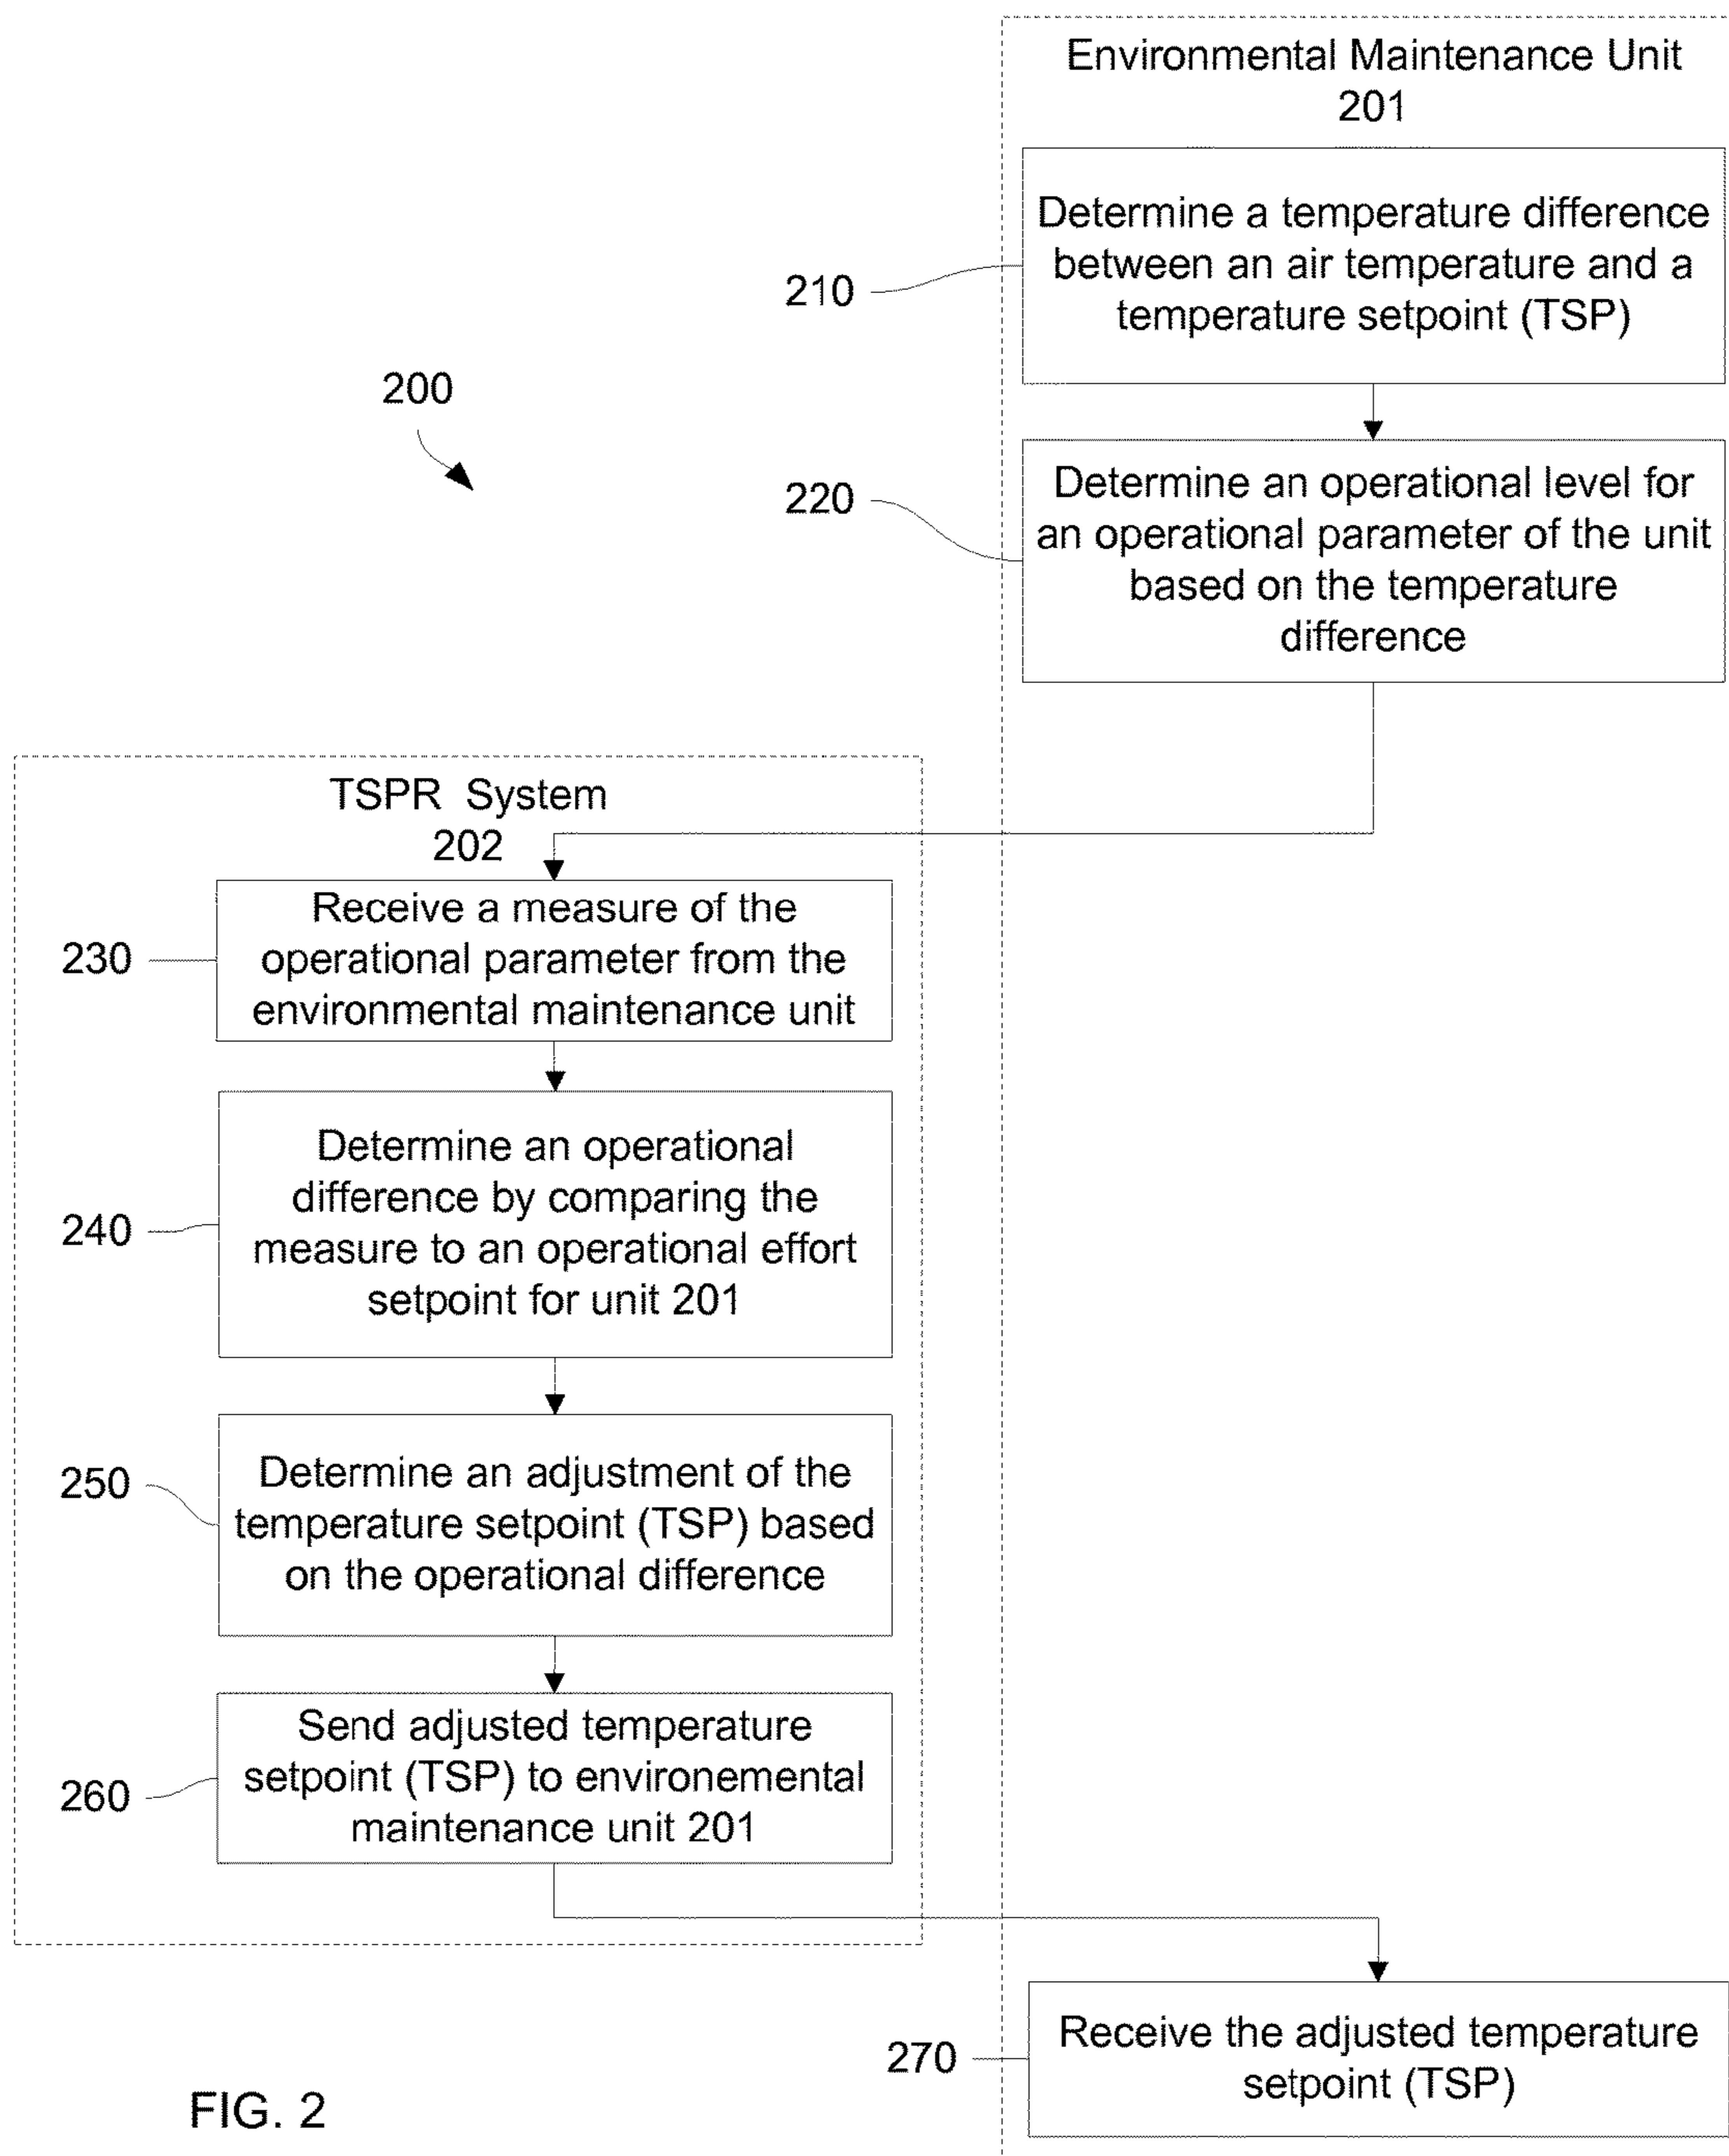 Environmental Maintenance Unit
201
Determine a temperature difference
between an air temperature and a
temperature setpoint (TSP)
210
200
Determine an operational level for
an operational parameter of the unit
based on the temperature
difference
220
TSPR System
202
Receive a measure of the
operational parameter from the
environmental maintenance unit
230
Determine an operational
difference by comparing the
measure to an operational effort
setpoint for unit 201
240
Determine an adjustment of the
temperature setpoint (TSP) based
on the operational difference
250
Send adjusted temperature
setpoint (TSP) to environemental
maintenance unit 201
260
Receive the adjusted temperature
setpoint (TSP)
270
FIG. 2